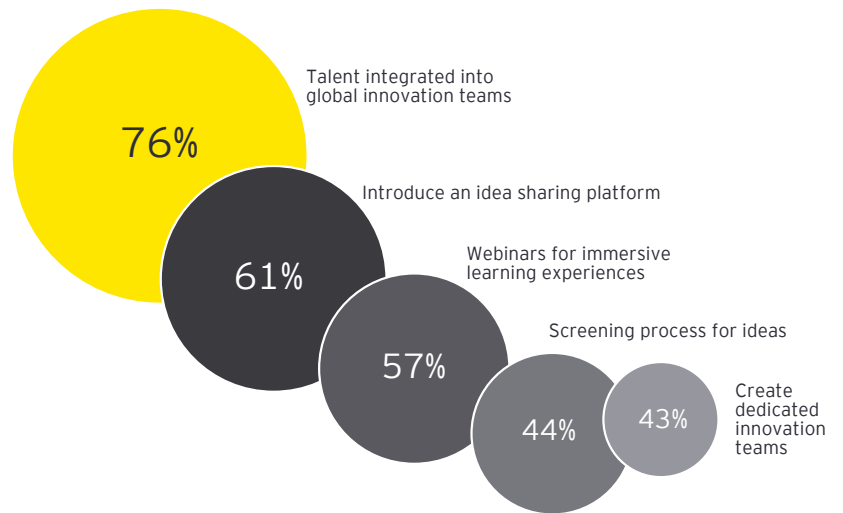 76%
Talent integrated into
global innovation teams
61%
Introduce an idea sharing platform
57%
Webinars for immersive
learning experiences
44%
Screening process for ideas
43%
Create
dedicated
innovation
teams